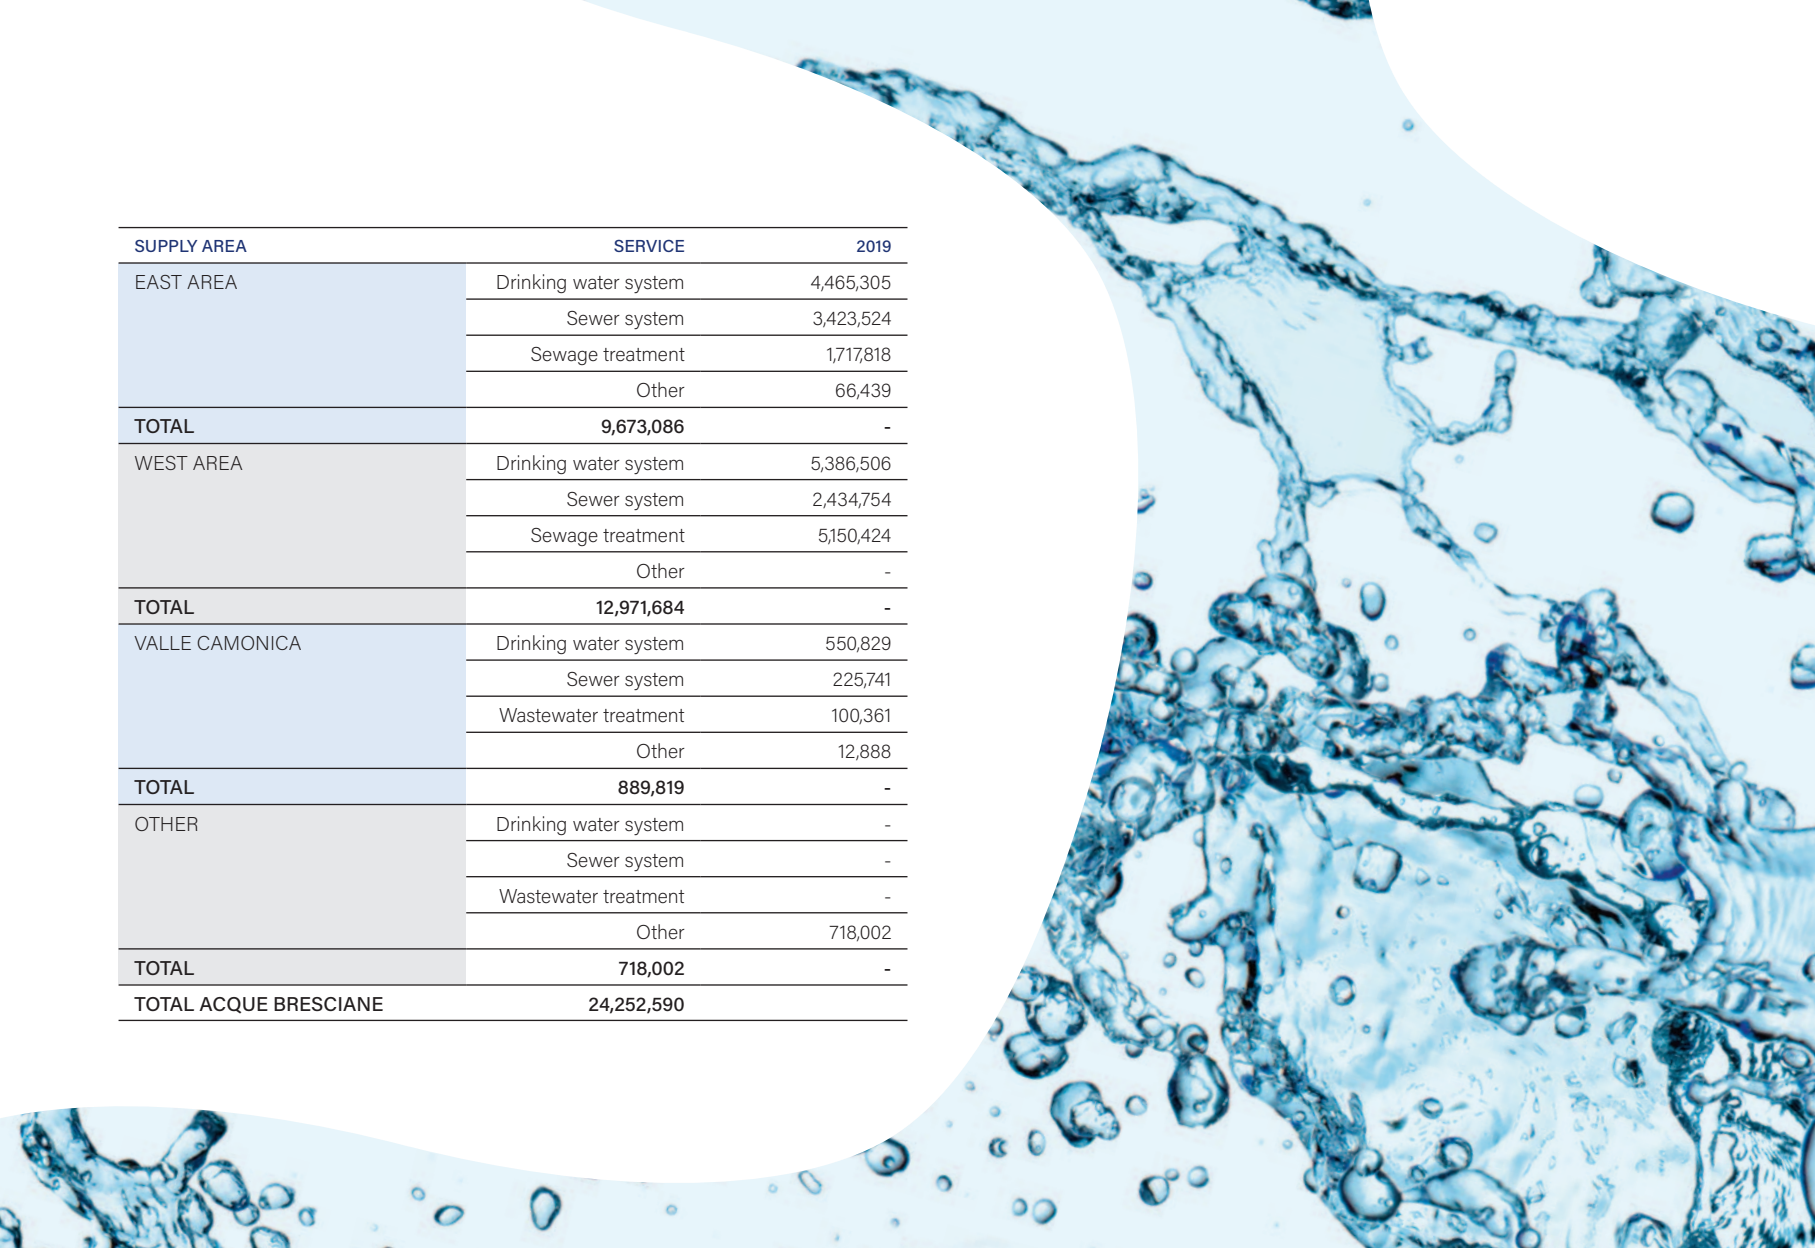 SUPPLY AREA SERVICE 2019
EAST AREA Drinking water system 4,465,305
Sewer system 3,423,524
Sewage treatment 1,717,818
Other 66,439
TOTAL 9,673,086 -
WEST AREA Drinking water system 5,386,506
Sewer system 2,434,754
Sewage treatment 5,150,424
Other -
TOTAL 12,971,684 -
VALLE CAMONICA Drinking water system 550,829
Sewer system 225,741
Wastewater treatment 100,361
Other 12,888
TOTAL 889,819 -
OTHER Drinking water system -
Sewer system -
Wastewater treatment -
Other 718,002
TOTAL 718,002 -
TOTAL ACQUE BRESCIANE 24,252,590